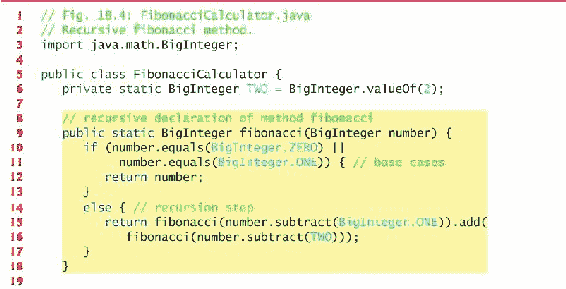 1 // Fig. 18.4: FibonacciCalculator.java
2 // Recursive fibonacci method.
3 import java.math.BigInteger;
4
5 public class FibonacciCalculator {
6 private static BigInteger TWO = BigInteger.valueOf(2);
7
8 // recursive declaration of method fibonacci
9 public static BigInteger fibonacci(BigInteger number) {
10 if (number.equals(BigInteger.ZERO) ||
11 number.equals(BigInteger.ONE)) { // base cases
12 return number;
13 }
14 else { // recursion step
15 return fibonacci(number.subtract(BigInteger.ONE)).add(
16 fibonacci(number.subtract(TWO)));
17 }
18 }
19